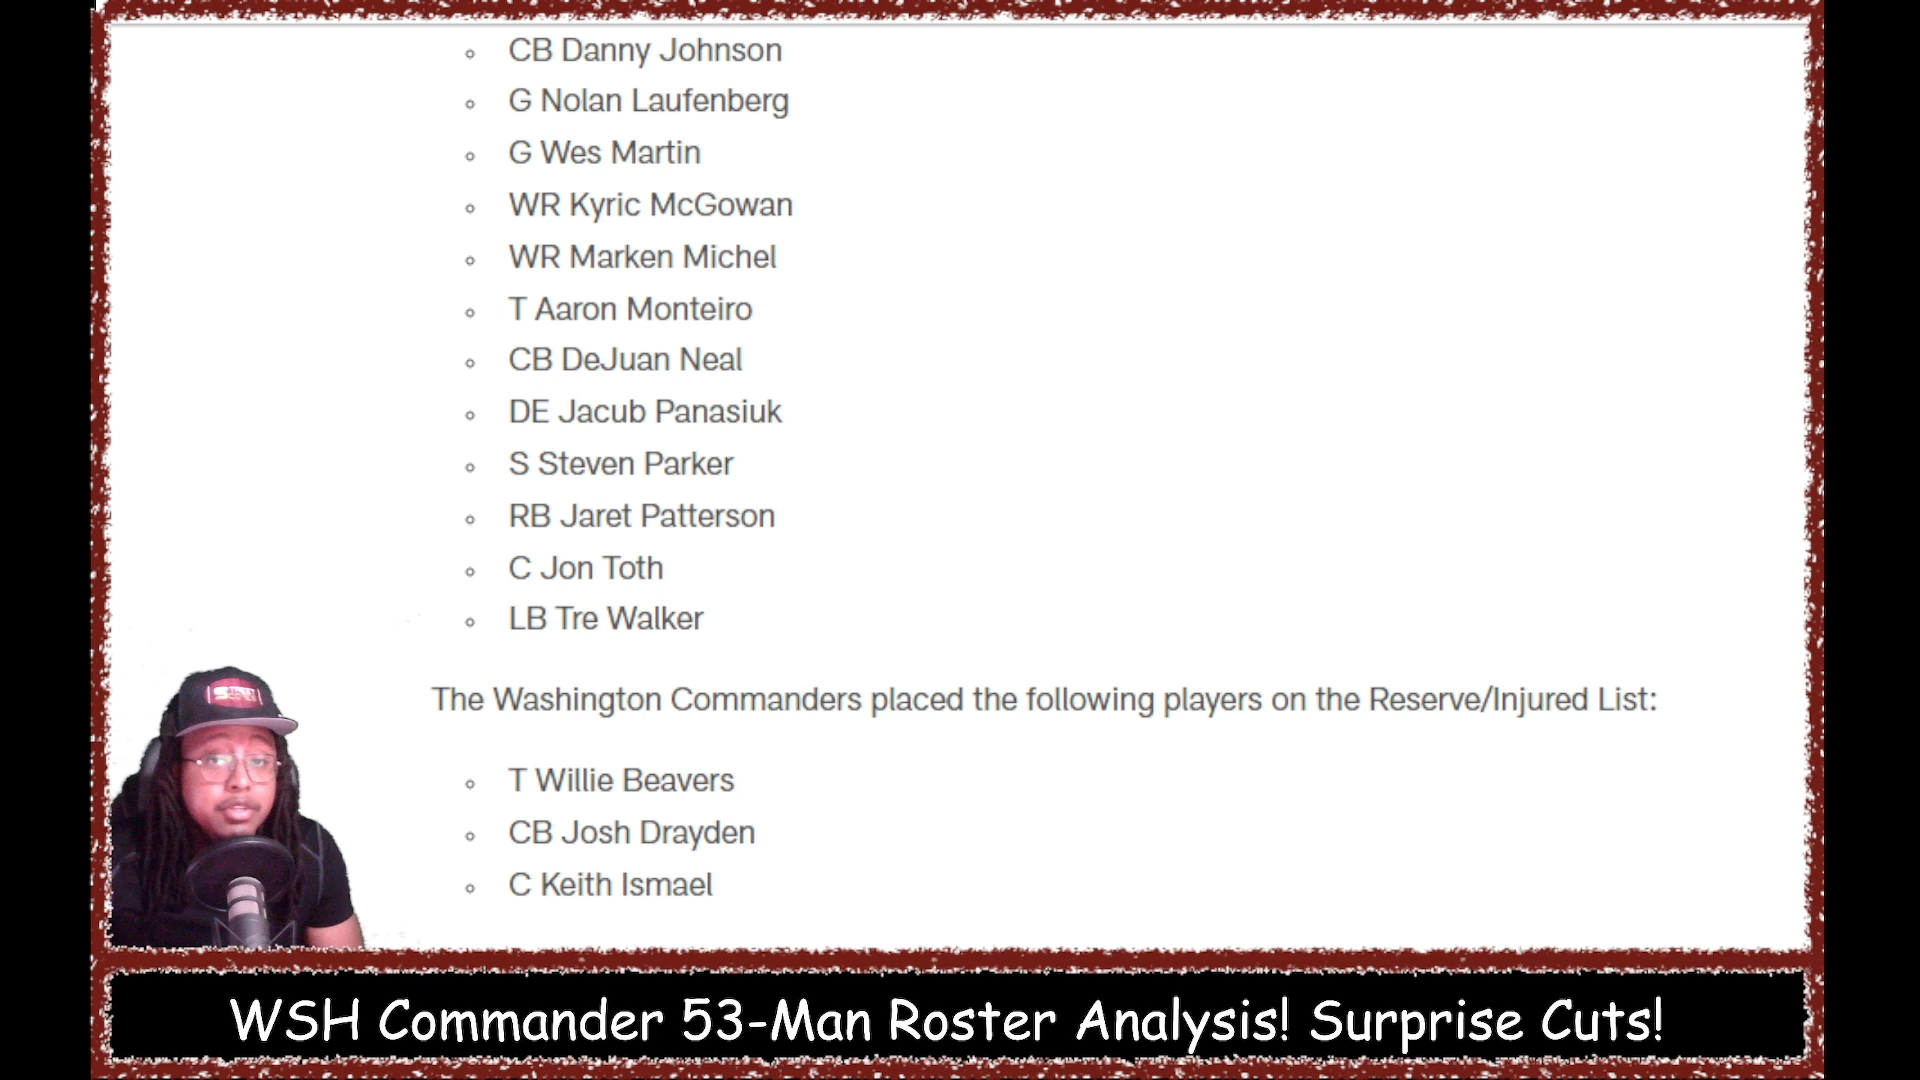 CB Danny Johnson
G Nolan Laufenberg
G Wes Martin
WR Kyric McGowan
WR Marken Michel
T Aaron Monteiro
CB DeJuan Neal
DE Jacub Panasiuk
S Steven Parker
RB Jaret Patterson
C Jon Toth
LB Tre Walker
The Washington Commanders placed the following players on the Reserve/Injured List:
T Willie Beavers
CB Josh Drayden
C Keith Ismael
WSH Commander 53-Man Roster Analysis! Surprise Cuts!